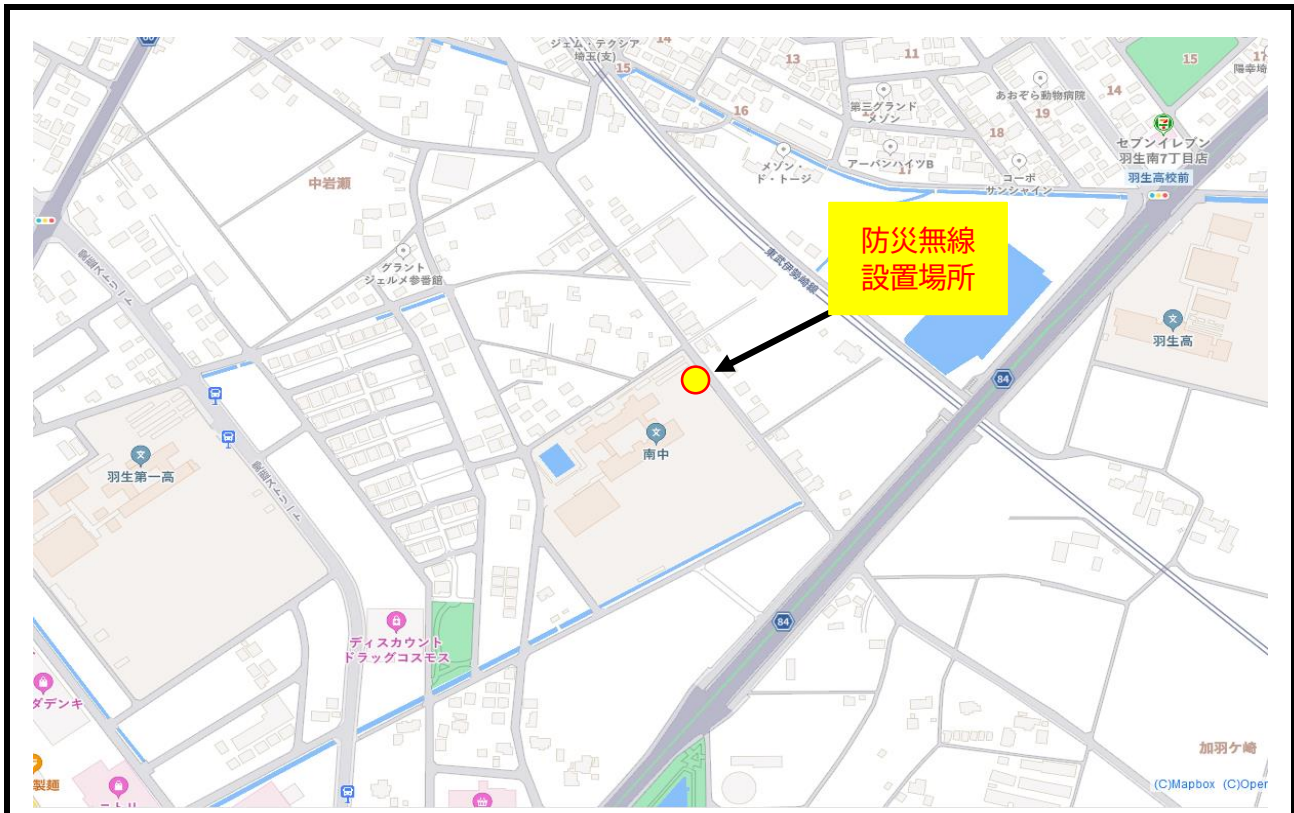 ジェム・テクシア
埼玉(支)
14
15
13
11
15
17
陽幸埼
あおぞら動物病院
14
第三グランド
メゾン
16
19
18
セブンイレブン
羽生南7丁目店
羽生高校前
メゾン・
ド・トージ
アーバンハイツB
17
コーポ
サンシャイン
中岩瀬
防災無線
設置場所
東武伊勢崎線
グラント
ジェルメ参番館
羽生高
84
南中
羽生第一高
84
ディスカウント
ドラッグコスモス
ダデンキ
製麺
ニトリ
加羽ケ崎
(C)Mapbox (C)Oper